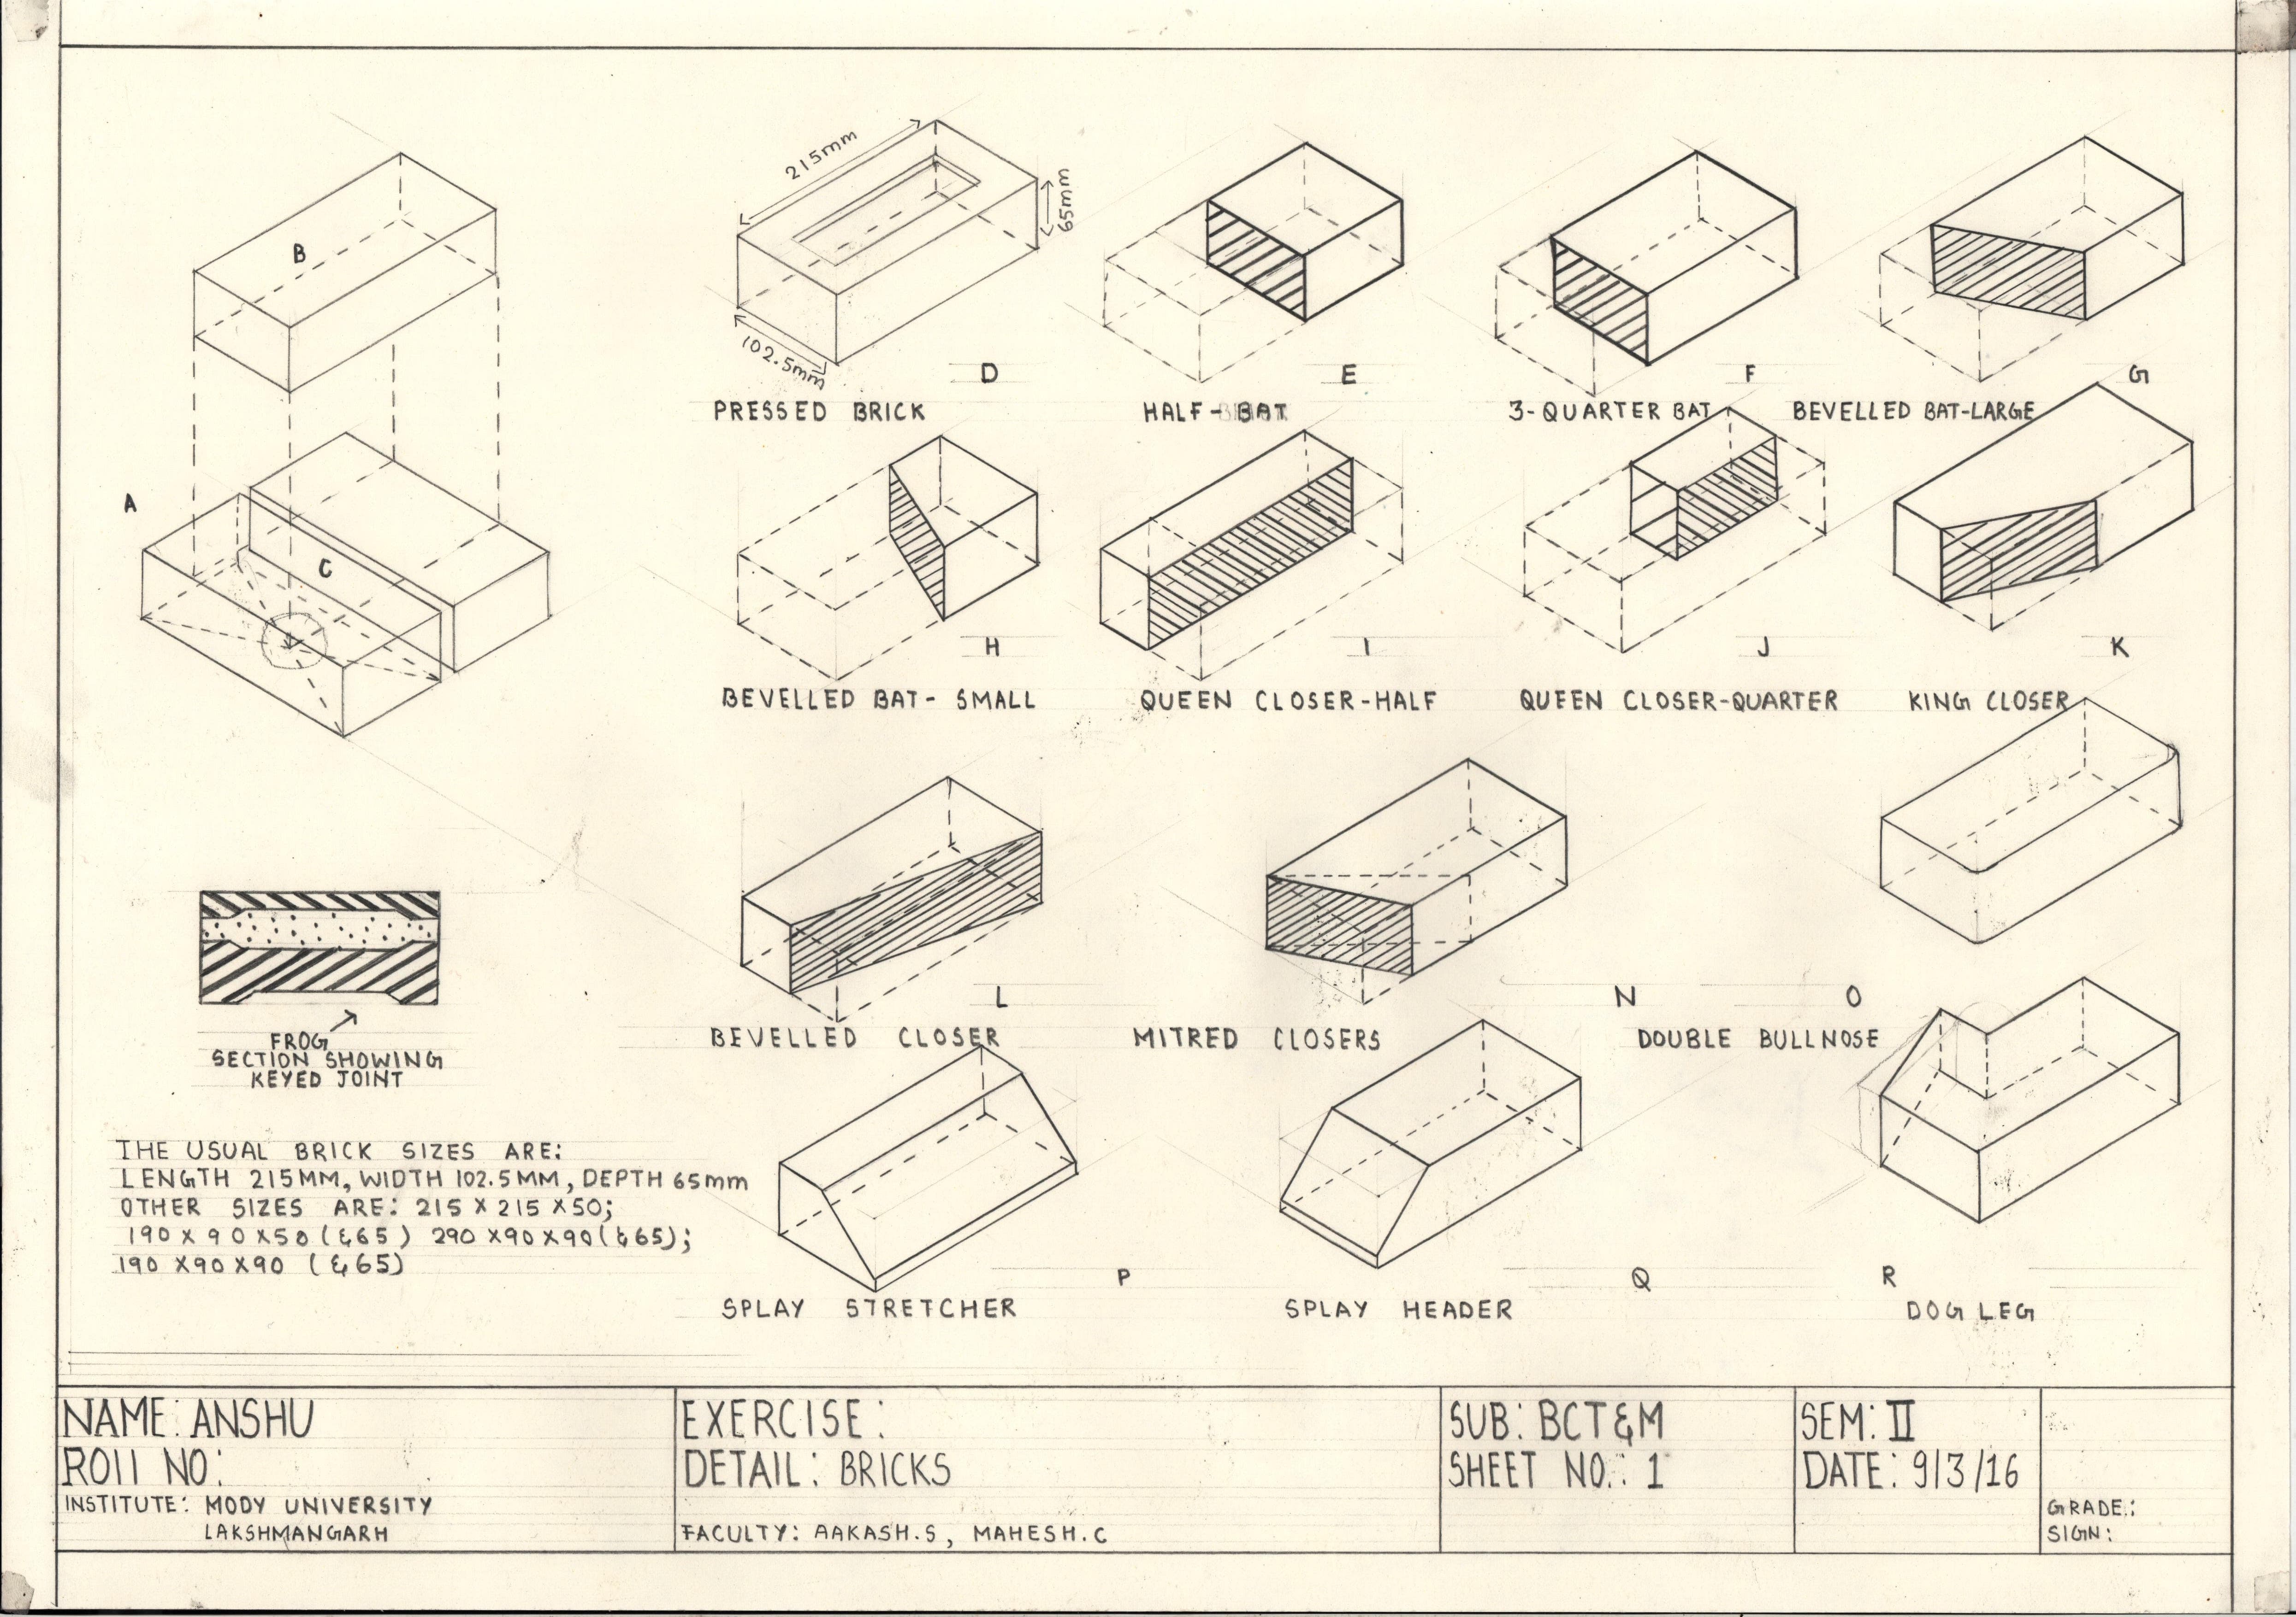 B
A
C
215mm
65mm
102.5mm
D
PRESSED BRICK
E
HALF-BAT
F
3-QUARTER BAT
G
BEVELLED BAT-LARGE
H
BEVELLED BAT- SMALL
I
QUEEN CLOSER-HALF
J
QUEEN CLOSER-QUARTER
K
KING CLOSER
L
BEVELLED CLOSER
N
MITRED CLOSERS
O
DOUBLE BULLNOSE
FROG
SECTION SHOWING
KEYED JOINT
P
SPLAY STRETCHER
Q
SPLAY HEADER
R
DOG LEG
THE USUAL BRICK SIZES ARE:
LENGTH 215MM, WIDTH 102.5MM, DEPTH 65mm
OTHER SIZES ARE: 215 X 215 X 50;
190 X 90 X 50 (&65) 290 X90 X 90(&65);
190 X90 X 90 (&65)
NAME: ANSHU
ROll NO:
INSTITUTE: MODY UNIVERSITY
LAKSHMANGARH
EXERCISE:
DETAIL: BRICKS
FACULTY: AAKASH.S, MAHESH.C
SUB: BCT&M
SHEET NO.: 1
SEM: II
DATE: 9/3/16
GRADE:
SIGN: